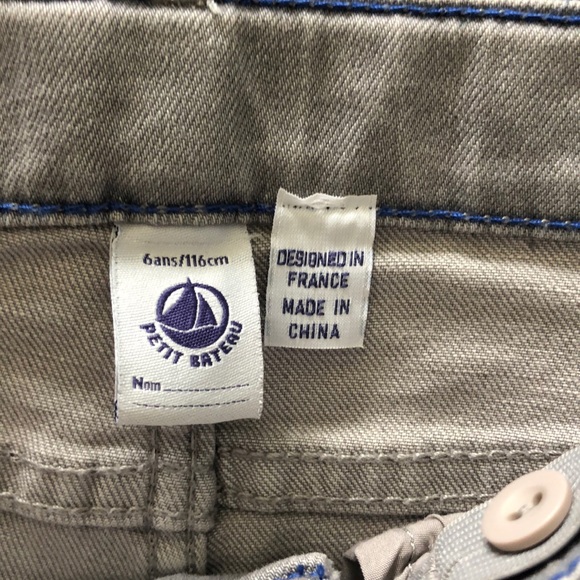 6ans/116cm
PETIT BATEAU
Nom
DESIGNED IN
FRANCE
MADE IN
CHINA